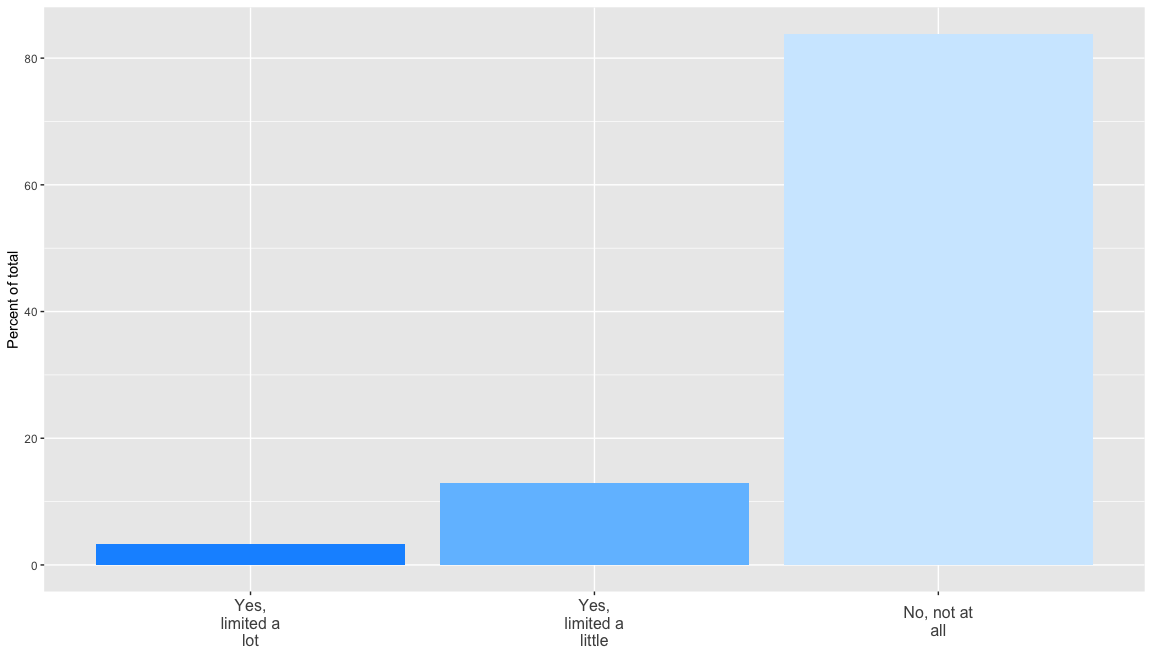 Percent of total
80
60
40
20
0
Yes,
limited a
lot
Yes,
limited a
little
No, not at
all